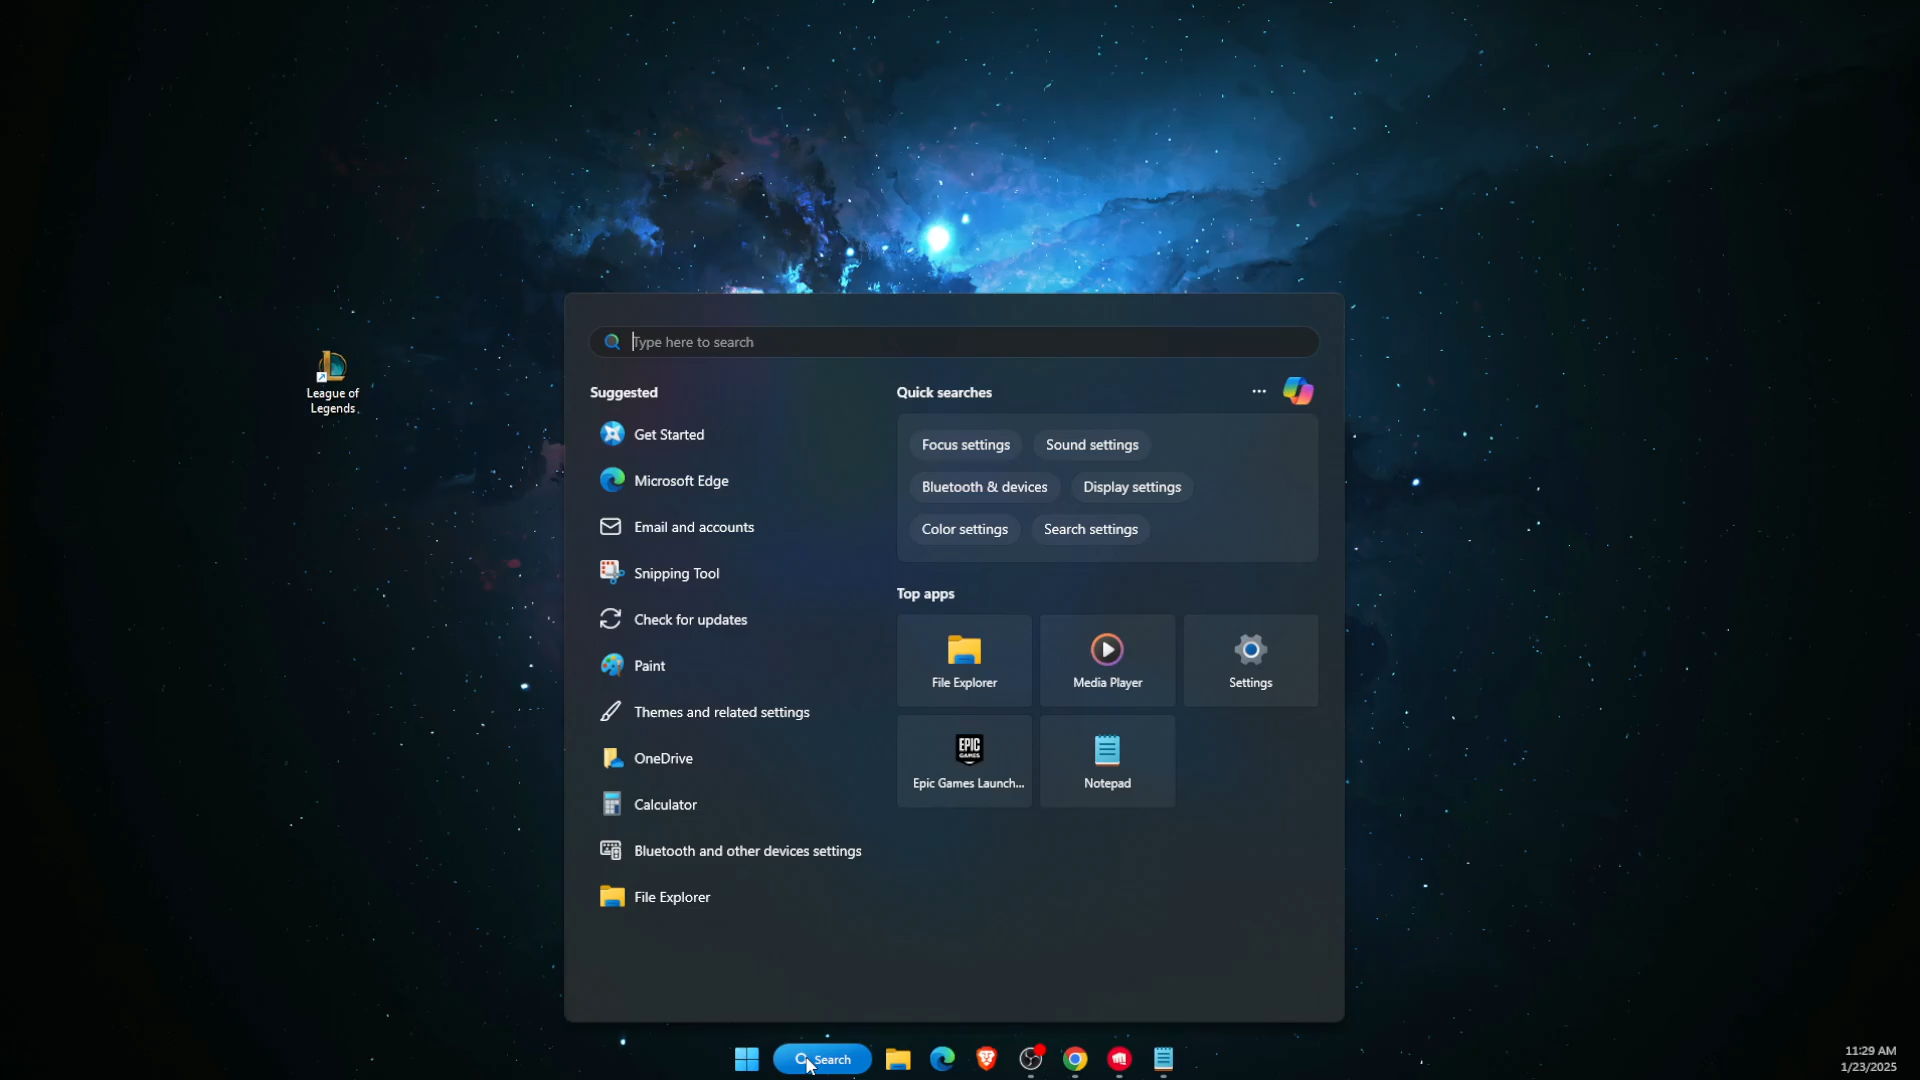 Type here to search
Suggested
Get Started
Microsoft Edge
Email and accounts
Snipping Tool
Check for updates
Paint
Themes and related settings
OneDrive
Calculator
Bluetooth and other devices settings
File Explorer
Quick searches
Focus settings
Sound settings
Bluetooth & devices
Display settings
Color settings
Search settings
Top apps
File Explorer
Media Player
Settings
EPIC
GAMES
Epic Games Launch...
Notepad
League of
Legends
Search
11:29 AM
1/23/2025